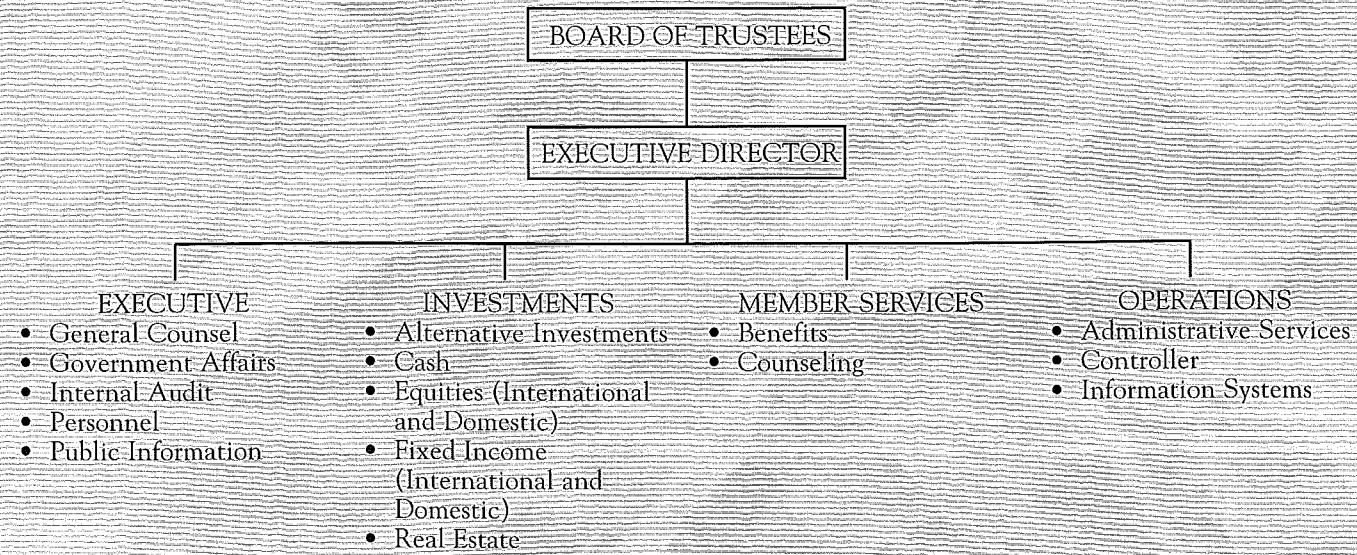 BOARD OF TRUSTEES
EXECUTIVE DIRECTOR
EXECUTIVE
• General Counsel
• Government Affairs
• Internal Audit
• Personnel
• Public Information
INVESTMENTS
• Alternative Investments
• Cash
• Equities (International
and Domestic)
• Fixed Income
(International and
Domestic)
• Real Estate
MEMBER SERVICES
• Benefits
• Counseling
OPERATIONS
• Administrative Services
• Controller
• Information Systems